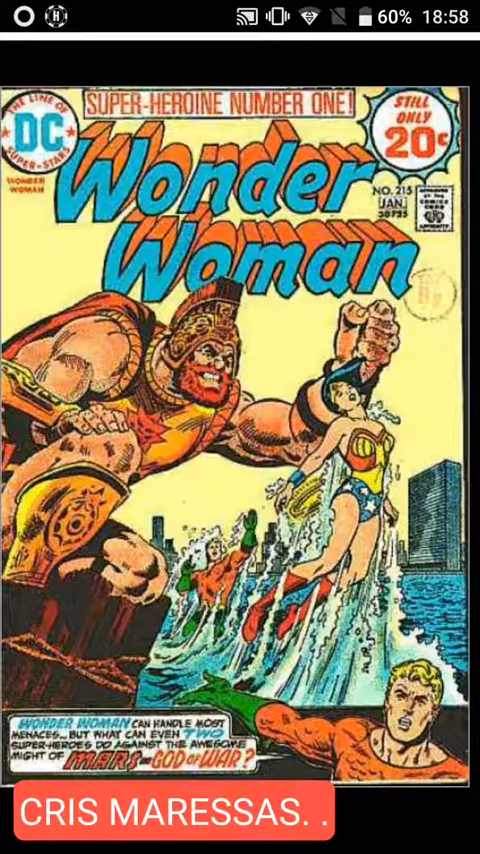 60% 18:58
THE LINE OF
DC
SUPER-STARS
WONDER
WOMAN
SUPER-HEROINE NUMBER ONE!
STILL
ONLY
20¢
Wonder
Woman
NO. 215
JAN.
30725
APPROVED
BY THE
COMICS
CODE
AUTHORITY
WONDER WOMAN CAN HANDLE MOST
MENACES... BUT WHAT CAN EVEN TWO
SUPER-HEROES DO AGAINST THE AWESOME
MIGHT OF MARS - GOD OF WAR?
CRIS MARESSAS. .